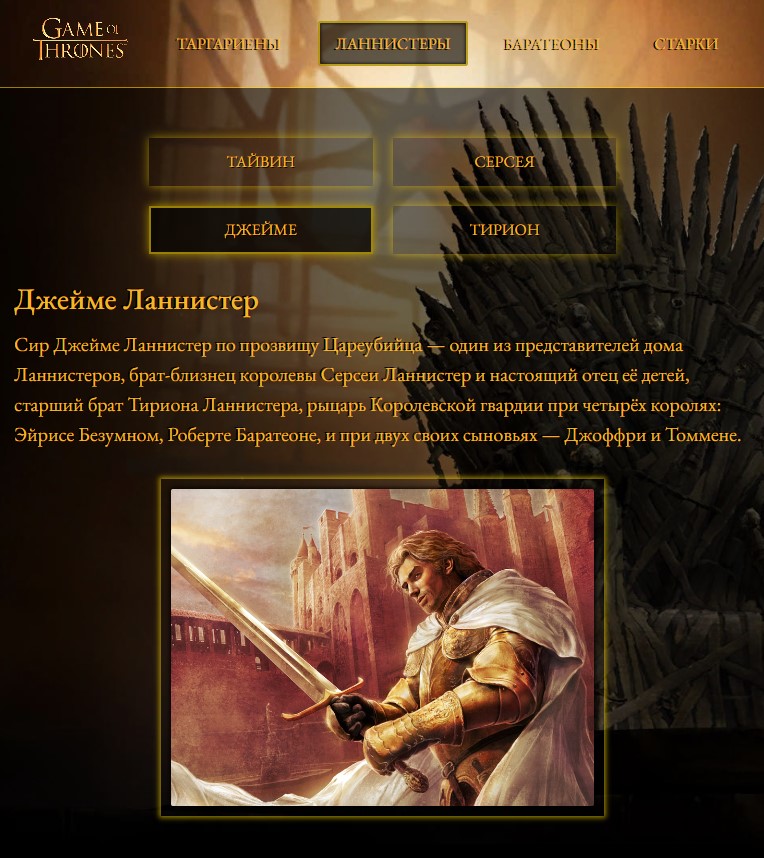 GAME OF
THRONES
ТАРГАРИЕНЫ
ЛАННИСТЕРЫ
БАРАТЕОНЫ
СТАРКИ
ТАЙВИН
СЕРСЕЯ
ДЖЕЙМЕ
ТИРИОН
Джейме Ланнистер
Сир Джейме Ланнистер по прозвищу Цареубийца — один из представителей дома
Ланнистеров, брат-близнец королевы Серсеи Ланнистер и настоящий отец её детей,
старший брат Тириона Ланнистера, рыцарь Королевской гвардии при четырёх королях:
Эйрисе Безумном, Роберте Баратеоне, и при двух своих сыновьях — Джоффри и Томмене.